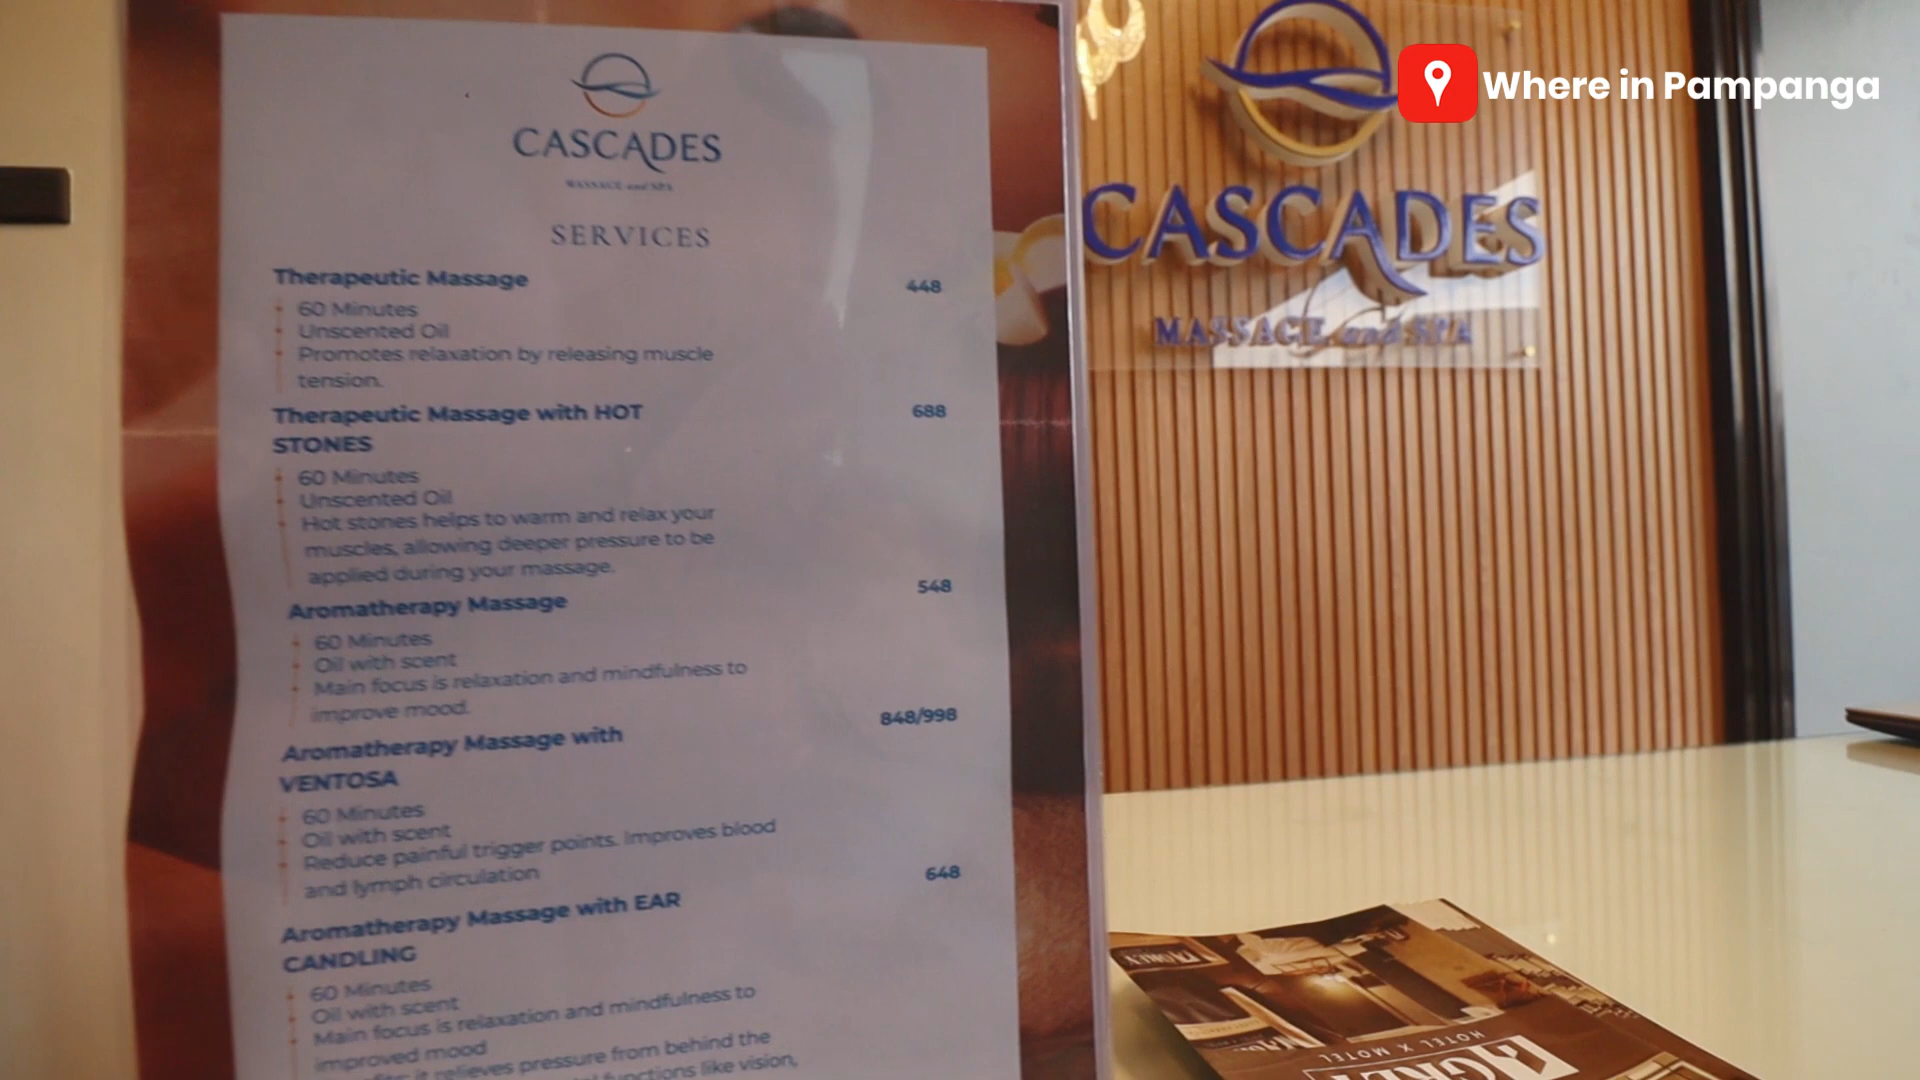 CASCADES
MASSAGE and SPA
SERVICES
Therapeutic Massage 448
60 Minutes
Unscented Oil
Promotes relaxation by releasing muscle
tension.
Therapeutic Massage with HOT 688
STONES
60 Minutes
Unscented Oil
Hot stones helps to warm and relax your
muscles, allowing deeper pressure to be
applied during your massage.
Aromatherapy Massage 548
60 Minutes
Oil with scent
Main focus is relaxation and mindfulness to
improve mood.
Aromatherapy Massage with 848/998
VENTOSA
60 Minutes
Oil with scent
Reduce painful trigger points. Improves blood
and lymph circulation
Aromatherapy Massage with EAR 648
CANDLING
60 Minutes
Oil with scent
Main focus is relaxation and mindfulness to
improved mood
it relieves pressure from behind the
functions like vision,
Where in Pampanga
CASCADES
MASSAGE and SPA
HOTEL X MOTEL